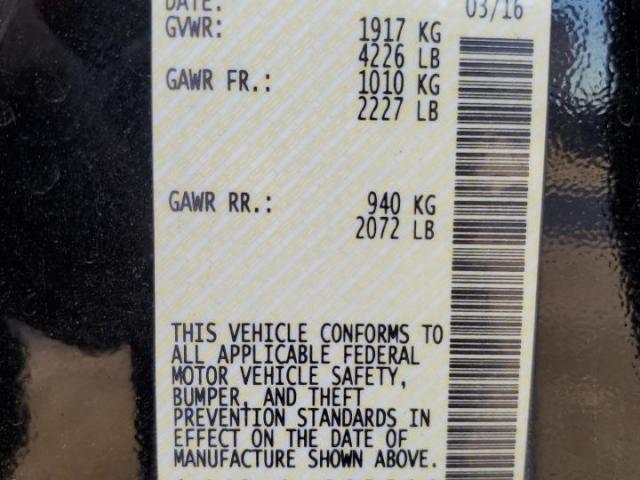 DATE: 03/16
GVWR: 1917 KG
4226 LB
GAWR FR.: 1010 KG
2227 LB
GAWR RR.: 940 KG
2072 LB
THIS VEHICLE CONFORMS TO
ALL APPLICABLE FEDERAL
MOTOR VEHICLE SAFETY,
BUMPER, AND THEFT
PREVENTION STANDARDS IN
EFFECT ON THE DATE OF
MANUFACTURE SHOWN ABOVE.